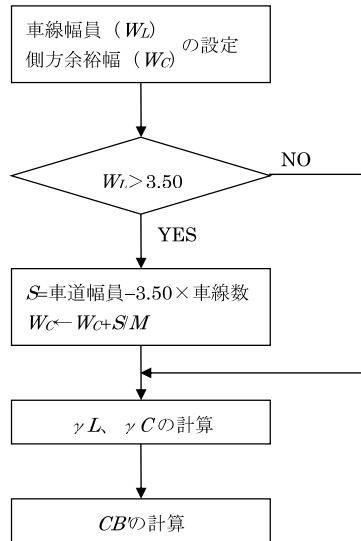 車線幅員（WL）
側方余裕幅（WC）
の設定
WL＞3.50
NO
YES
S=車道幅員−3.50×車線数
WC←WC+S/M
γL、γCの計算
CB'の計算